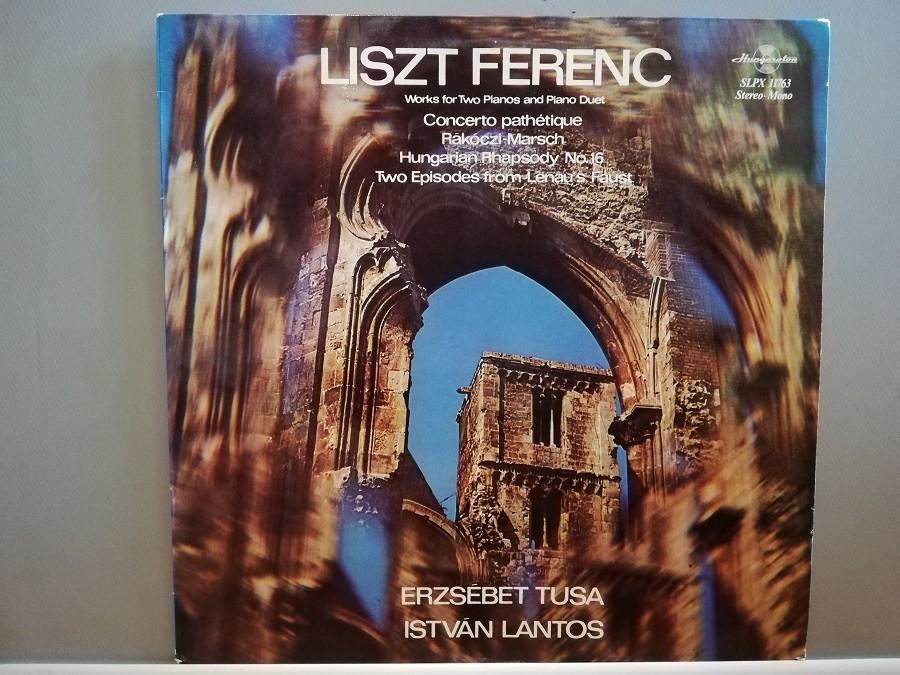 LISZT FERENC
Hungaroton
SLPX 11763
Stereo-Mono
Works for Two Pianos and Piano Duet
Concerto pathétique
Rákóczi-Marsch
Hungarian Rhapsody No. 16
Two Episodes from Lenau's Faust
ERZSÉBET TUSA
ISTVÁN LANTOS